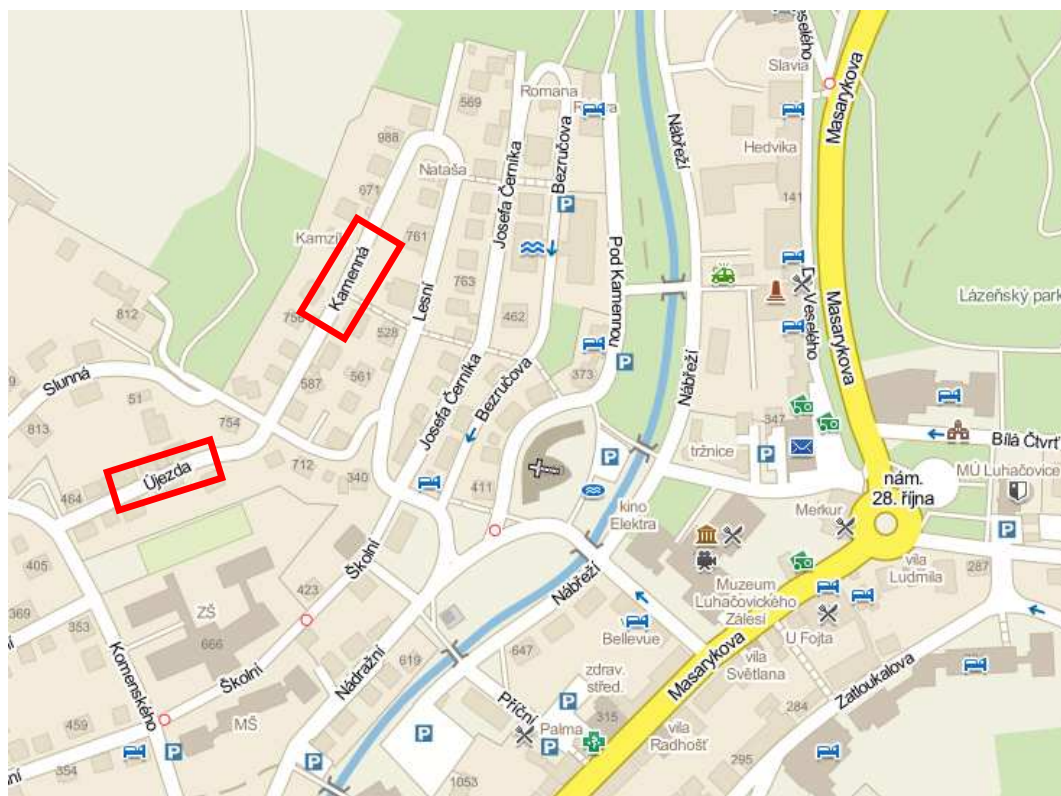 Veselého
Slavia
Masarykova
Romana
569
988
Nataša
671
Hedvika
141
Nábřeží
Bezručova
Josefa Černíka
P
Kamzí
761
Kamenná
Lesní
763
Pod Kamennou
Veselého
Masarykova
Lázeňský park
812
462
528
587
561
Slunná
51
813
754
373
P
Josefa Černíka
Bezručova
Nábřeží
347
tržnice
P
Bílá Čtvrť
MÚ Luhačovice
nám.
28. října
Újezda
464
712
340
411
P
kino
Elektra
Merkur
P
vila
Ludmila
287
405
369
353
423
Školní
ZŠ
666
Nábřeží
Muzeum
Luhačovického
Zálesí
Bellevue
U Fojta
vila
Světlana
Komenského
Školní
Nádražní
619
647
zdrav.
střed.
Masarykova
Zatloukalova
459
MŠ
Příční
P
Palma
315
284
vila
Radhošť
354
P
P
P
P
1053
295